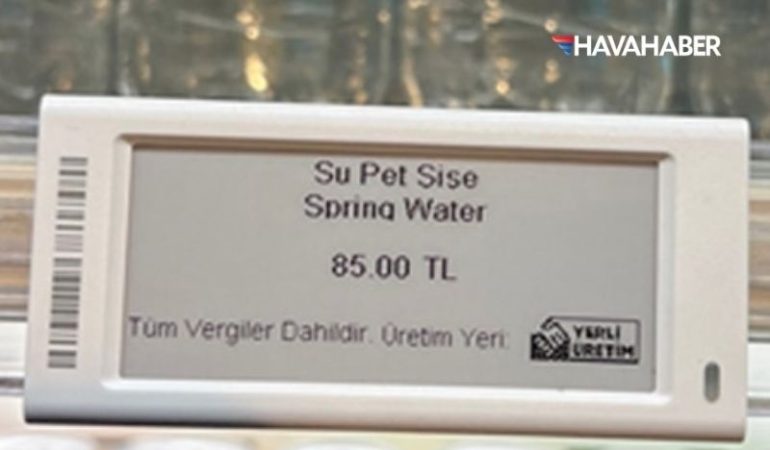 HAVAHABER
Su Pet Sise
Spring Water
85.00 TL
Tüm Vergiler Dahildir. Üretim Yeri:
YERLİ
ÜRETİM